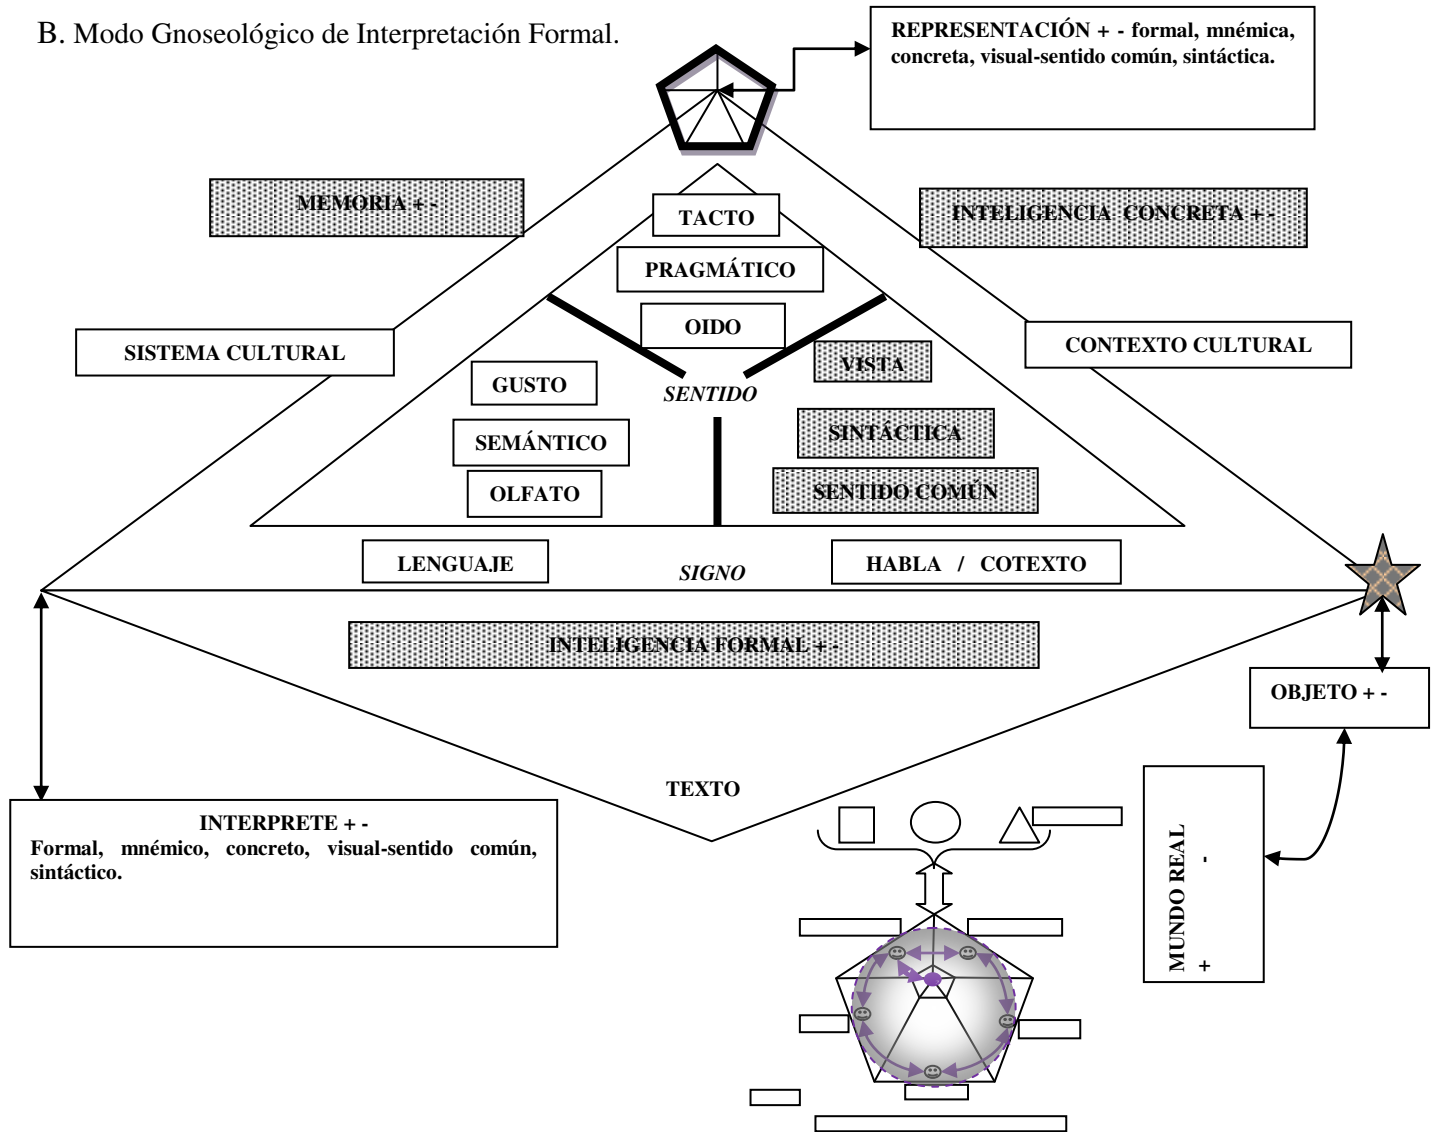 B. Modo Gnoseológico de Interpretación Formal.
REPRESENTACIÓN + - formal, mnémica,
concreta, visual-sentido común, sintáctica.
MEMORIA + -
INTELIGENCIA CONCRETA + -
TACTO
PRAGMÁTICO
OIDO
SISTEMA CULTURAL
CONTEXTO CULTURAL
GUSTO
SENTIDO
VISTA
SEMÁNTICO
SINTÁCTICA
OLFATO
SENTIDO COMÚN
LENGUAJE
SIGNO
HABLA / COTEXTO
INTELIGENCIA FORMAL + -
OBJETO + -
TEXTO
INTERPRETE + -
Formal, mnémico, concreto, visual-sentido común,
sintáctico.
MUNDO REAL
+ -